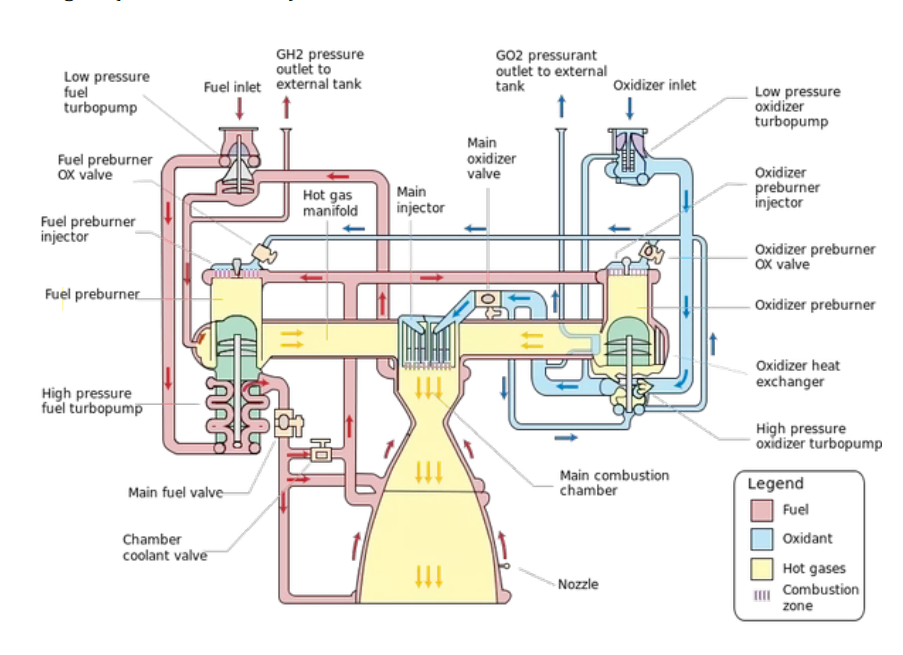 Low pressure
fuel
turbopump
Fuel inlet
GH2 pressure
outlet to
external tank
GO2 pressurant
outlet to external
tank
Oxidizer inlet
Low pressure
oxidizer
turbopump
Fuel preburner
OX valve
Hot gas
manifold
Main
injector
Main
oxidizer
valve
Oxidizer
preburner
injector
Fuel preburner
injector
Oxidizer preburner
OX valve
Fuel preburner
Oxidizer preburner
High pressure
fuel turbopump
Oxidizer heat
exchanger
High pressure
oxidizer turbopump
Main fuel valve
Main combustion
chamber
Chamber
coolant valve
Nozzle
Legend
Fuel
Oxidant
Hot gases
Combustion
zone